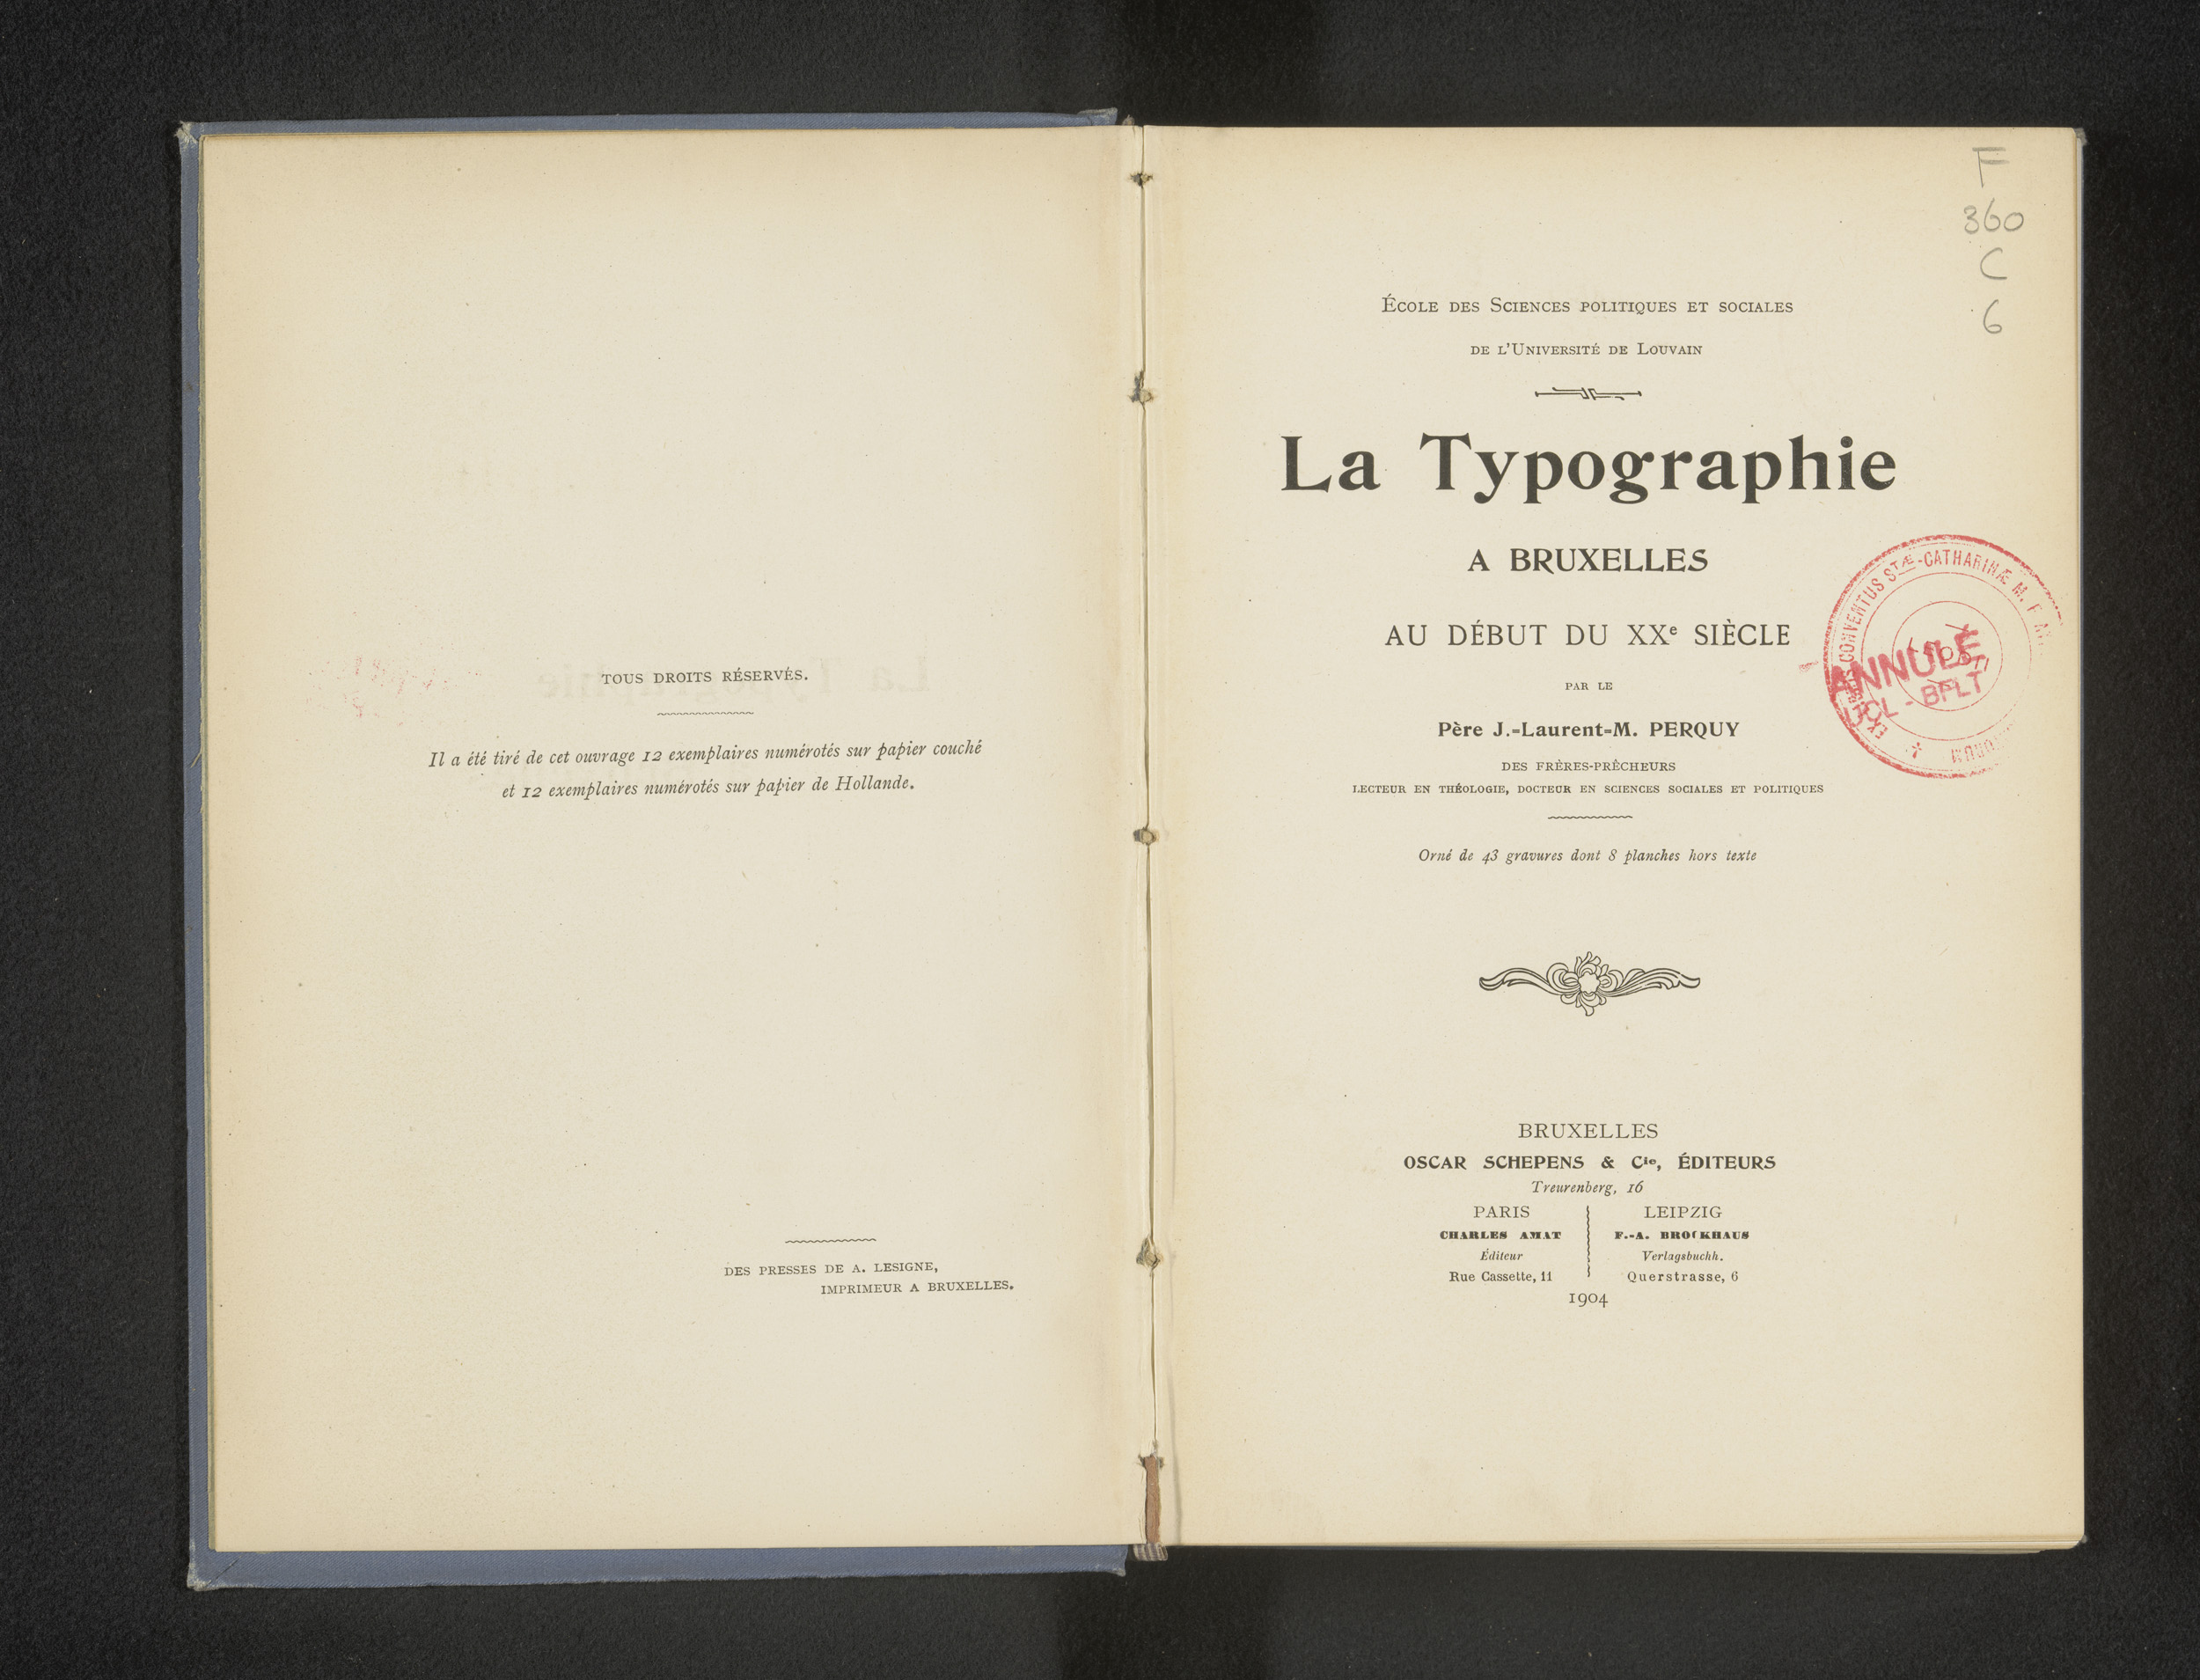 TOUS DROITS RÉSERVÉS.
Il a été tiré de cet ouvrage 12 exemplaires numérotés sur papier couché
et 12 exemplaires numérotés sur papier de Hollande.
DES PRESSES DE A. LESIGNE,
IMPRIMEUR A BRUXELLES.
F
360
C
6
ÉCOLE DES SCIENCES POLITIQUES ET SOCIALES
DE L'UNIVERSITÉ DE LOUVAIN
La Typographie
A BRUXELLES
AU DÉBUT DU XXe SIÈCLE
PAR LE
Père J.-Laurent-M. PERQUY
DES FRÈRES-PRÊCHEURS
LECTEUR EN THÉOLOGIE, DOCTEUR EN SCIENCES SOCIALES ET POLITIQUES
Orné de 43 gravures dont 8 planches hors texte
CONVENTUS STÆ-CATHARINÆ M.
ANNULÉ
UCL - BFLT
BRUXELLES
OSCAR SCHEPENS & Cie, ÉDITEURS
Treurenberg, 16
PARIS
CHARLES AMAT
Éditeur
Rue Cassette, 11
LEIPZIG
F.-A. BROCKHAUS
Verlagsbuchh.
Querstrasse, 6
1904